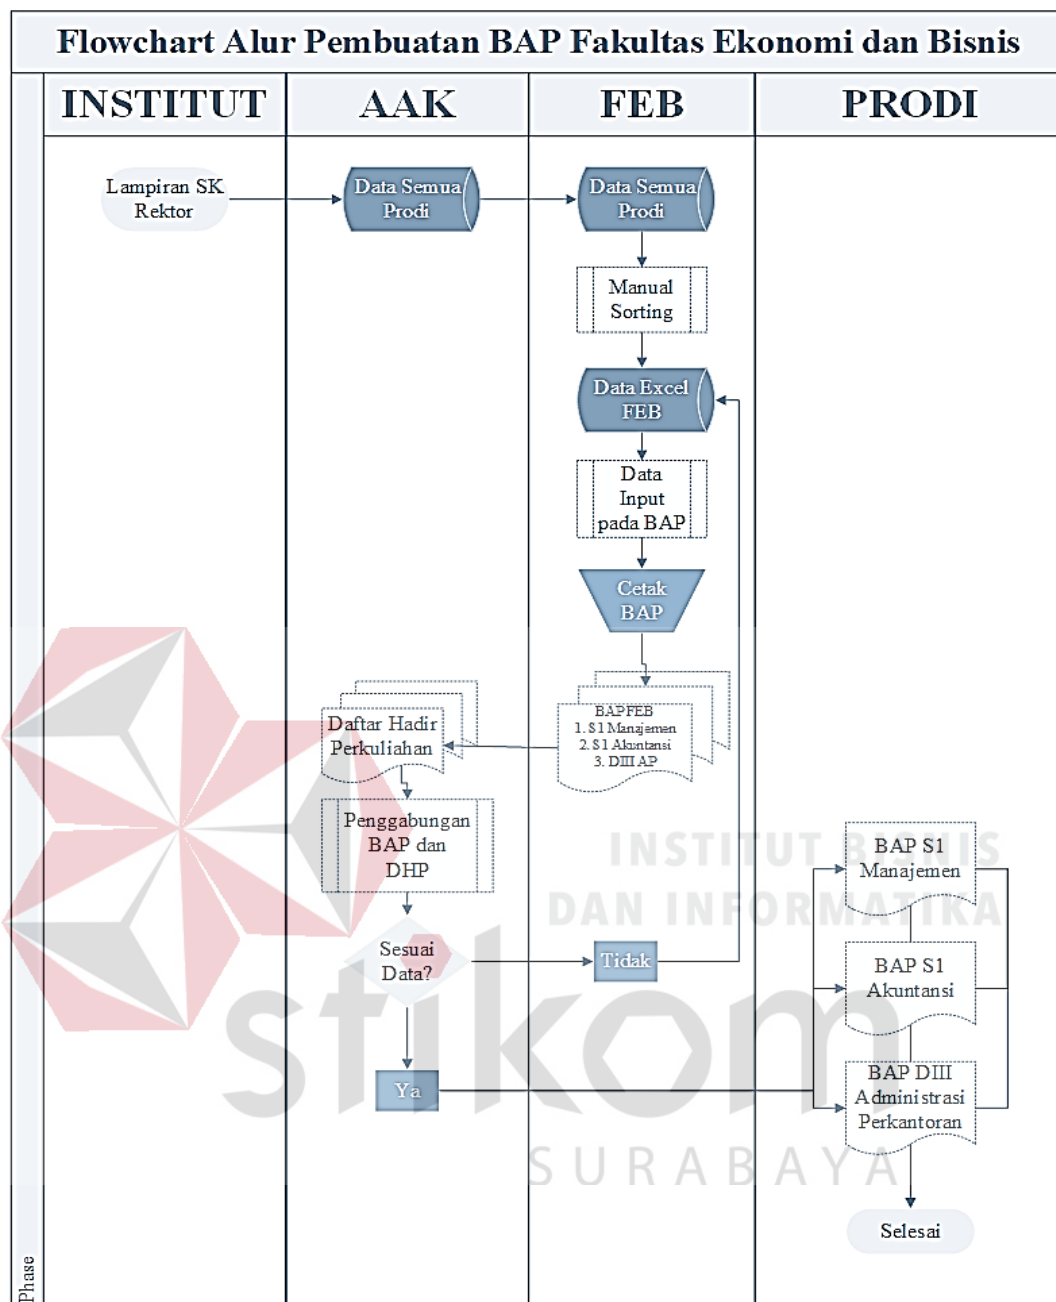 Flowchart Alur Pembuatan BAP Fakultas Ekonomi dan Bisnis
INSTITUT
AAK
FEB
PRODI
Lampiran SK
Rektor
Data Semua
Prodi
Data Semua
Prodi
Manual
Sorting
Data Excel
FEB
Data
Input
pada BAP
Cetak
BAP
BAPFEB
1. S1 Manajemen
2. S1 Akuntansi
3. DIII AP
Daftar Hadir
Perkuliahan
Penggabungan
BAP dan
DHP
Sesuai
Data?
Tidak
Ya
BAP S1
Manajemen
BAP S1
Akuntansi
BAP DIII
Administrasi
Perkantoran
Selesai
Phase
INSTITUT BISNIS
DAN INFORMATIKA
stikom
SURABAYA